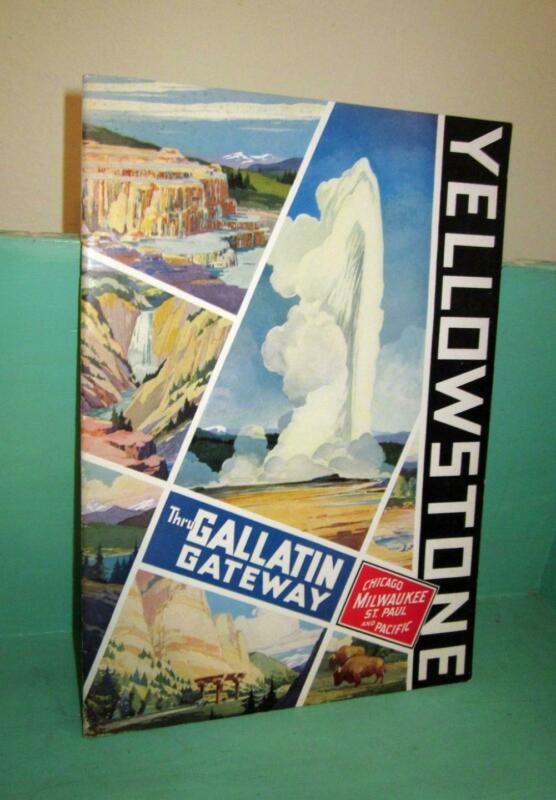 YELLOWSTONE
Thru GALLATIN
GATEWAY
CHICAGO
MILWAUKEE
ST. PAUL
AND PACIFIC